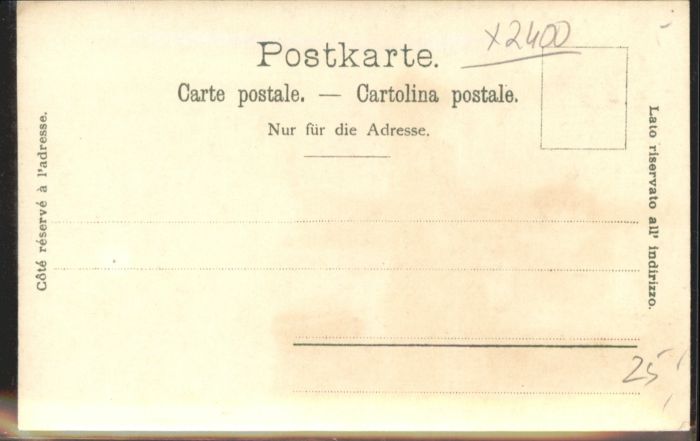 x2400
Postkarte.
Carte postale. — Cartolina postale.
Nur für die Adresse.
Côté réservé à l'adresse.
Lato riservato all' indirizzo.
25